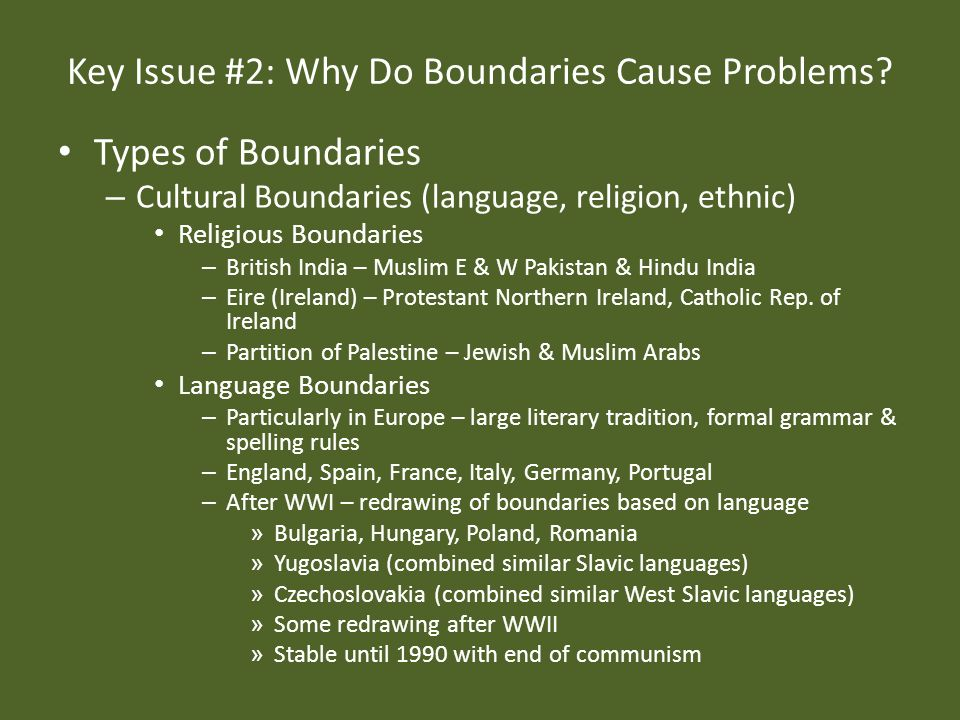 Key Issue #2: Why Do Boundaries Cause Problems?
• Types of Boundaries
– Cultural Boundaries (language, religion, ethnic)
• Religious Boundaries
– British India – Muslim E & W Pakistan & Hindu India
– Eire (Ireland) – Protestant Northern Ireland, Catholic Rep. of
Ireland
– Partition of Palestine – Jewish & Muslim Arabs
• Language Boundaries
– Particularly in Europe – large literary tradition, formal grammar &
spelling rules
– England, Spain, France, Italy, Germany, Portugal
– After WWI – redrawing of boundaries based on language
» Bulgaria, Hungary, Poland, Romania
» Yugoslavia (combined similar Slavic languages)
» Czechoslovakia (combined similar West Slavic languages)
» Some redrawing after WWII
» Stable until 1990 with end of communism